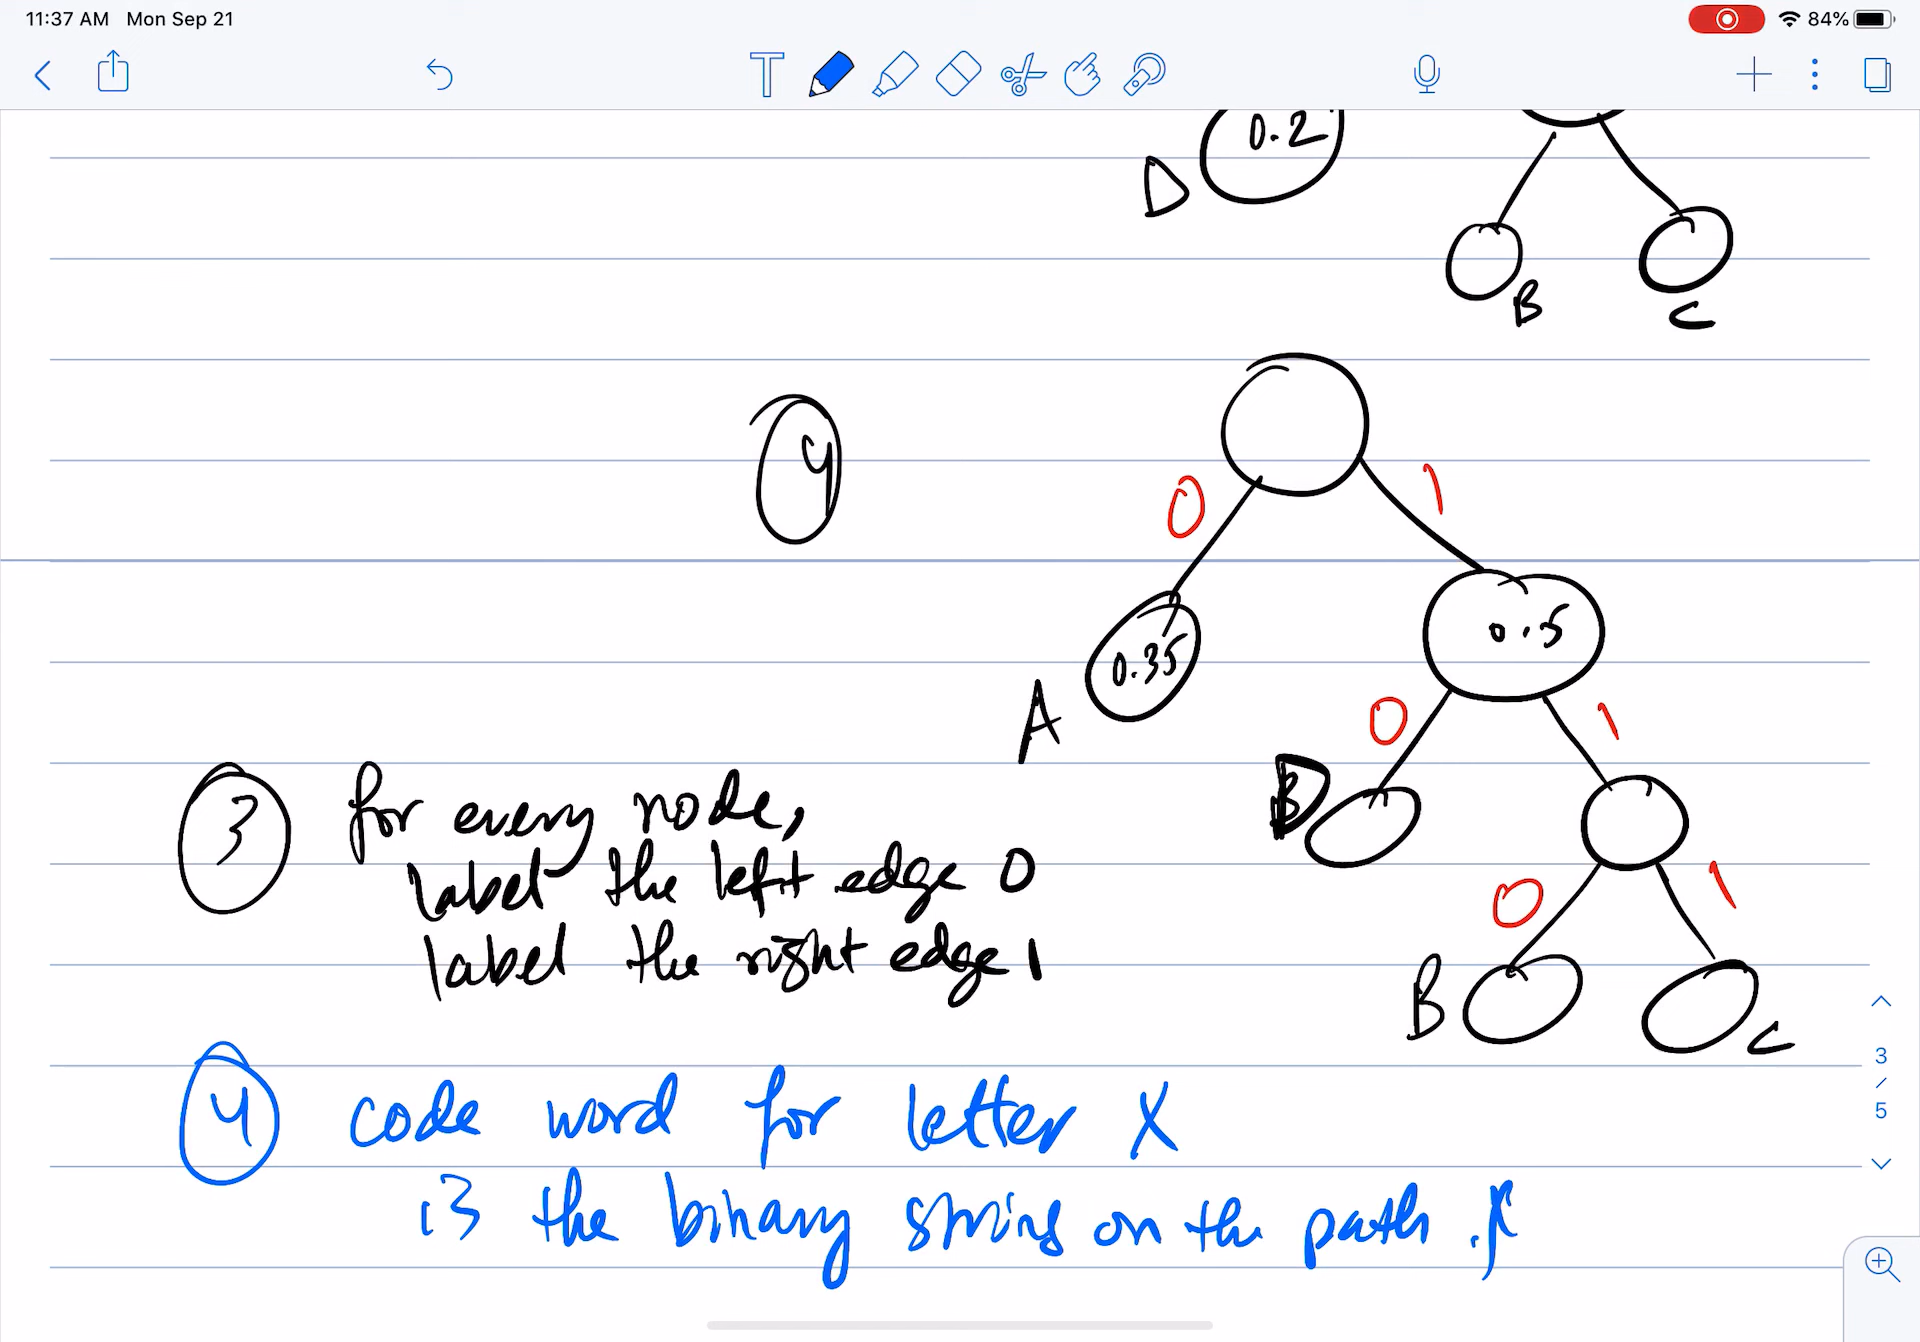 11:37 AM Mon Sep 21
84%
0.2
D
B
C
4
0
1
0.35
0.5
A
0
1
D
3 for every node,
label the left edge 0
label the right edge 1
0
1
B
C
3
/
5
4 code word for letter X
is the binary string on the path